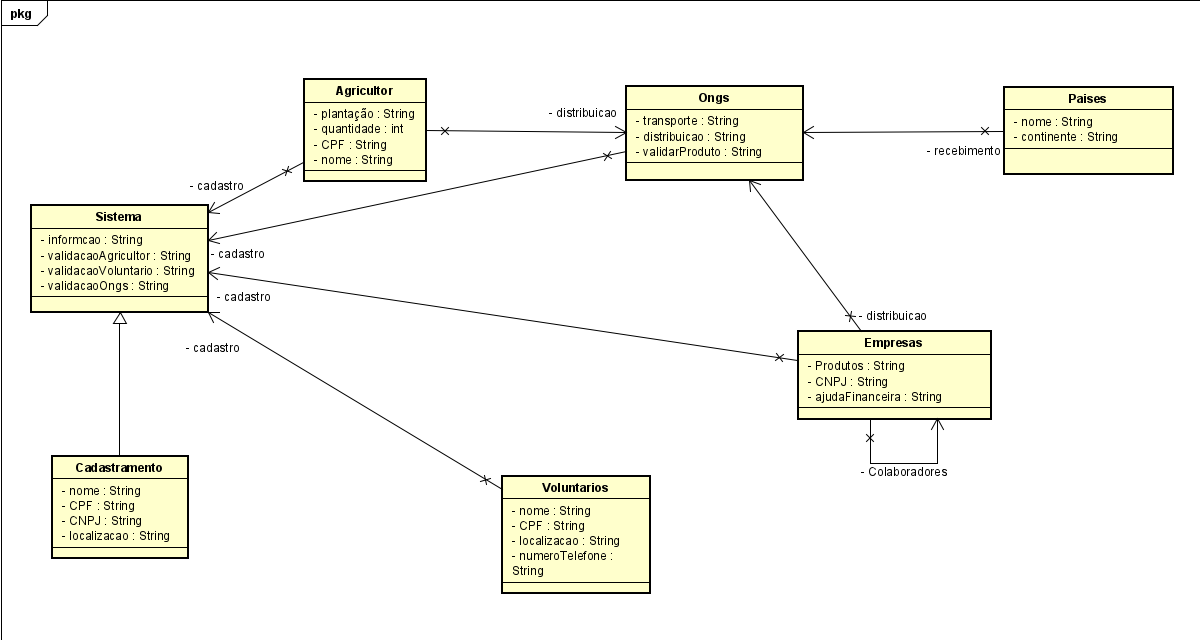 pkg
Agricultor
- plantação : String
- quantidade : int
- CPF : String
- nome : String
- distribuicao
Ongs
- transporte : String
- distribuicao : String
- validarProduto : String
Paises
- nome : String
- continente : String
- recebimento
- cadastro
Sistema
- informcao : String
- validacaoAgricultor : String
- validacaoVoluntario : String
- validacaoOngs : String
- cadastro
- cadastro
- cadastro
- distribuicao
Empresas
- Produtos : String
- CNPJ : String
- ajudaFinanceira : String
- Colaboradores
Cadastramento
- nome : String
- CPF : String
- CNPJ : String
- localizacao : String
Voluntarios
- nome : String
- CPF : String
- localizacao : String
- numeroTelefone :
String